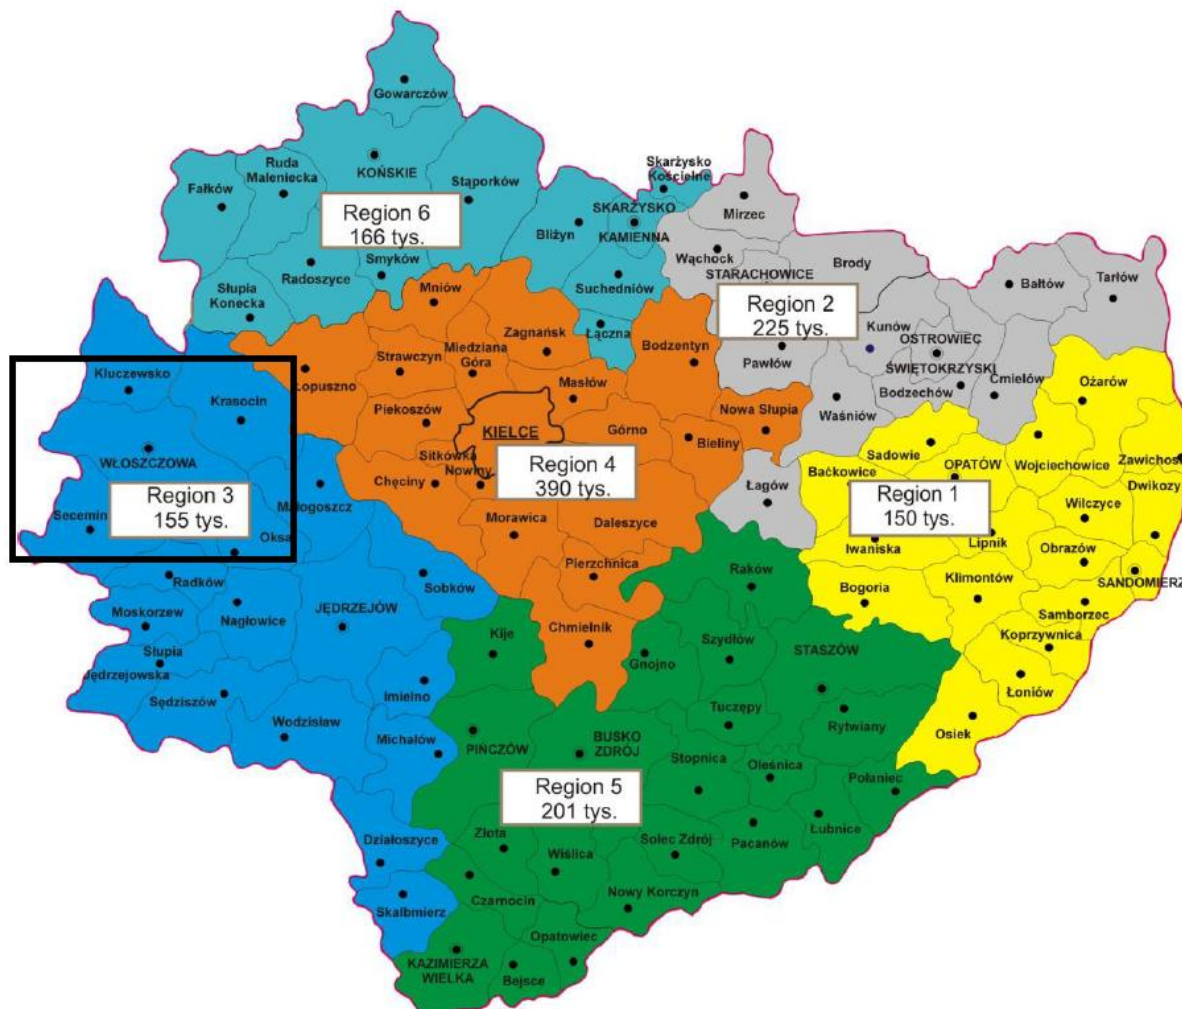 Gowarczów
Ruda
Maleniecka
KOŃSKIE
Fałków
Stąporków
Skarżysko
Kościelne
Region 6
166 tys.
SKARŻYSKO
KAMIENNA
Bliżyn
Mirzec
Smyków
Radoszyce
Słupia
Konecka
Suchedniów
Łączna
Wąchock
STARACHOWICE
Brody
Bałtów
Tarłów
Region 2
225 tys.
Kunów
OSTROWIEC
ŚWIĘTOKRZYSKI
Pawłów
Bodzechów
Ćmielów
Waśniów
Mniów
Zagnańsk
Bodzentyn
Strawczyn
Miedziana
Góra
Łopuszno
Masłów
Piekoszów
KIELCE
Górno
Nowa Słupia
Bieliny
Sitkówka
Nowiny
Region 4
390 tys.
Chęciny
Łagów
Morawica
Daleszyce
Pierzchnica
Chmielnik
Kluczewsko
Krasocin
WŁOSZCZOWA
Region 3
155 tys.
Małogoszcz
Secemin
Oksa
Radków
Sobków
Moskorzew
Nagłowice
JĘDRZEJÓW
Słupia
Jędrzejowska
Sędziszów
Imielno
Wodzisław
Michałów
Działoszyce
Skalbmierz
Ożarów
Sadowie
Baćkowice
OPATÓW
Wojciechowice
Zawichost
Dwikozy
Region 1
150 tys.
Wilczyce
Iwaniska
Lipnik
Obrazów
Bogoria
Klimontów
SANDOMIERZ
Samborzec
Koprzywnica
Łoniów
Osiek
Raków
Kije
Szydłów
Gnojno
STASZÓW
Tuczępy
Rytwiany
PIŃCZÓW
BUSKO
ZDRÓJ
Stopnica
Oleśnica
Połaniec
Region 5
201 tys.
Łubnice
Złota
Pacanów
Solec Zdrój
Wiślica
Czarnocin
Nowy Korczyn
Opatowiec
KAZIMIERZA
WIELKA
Bejsce